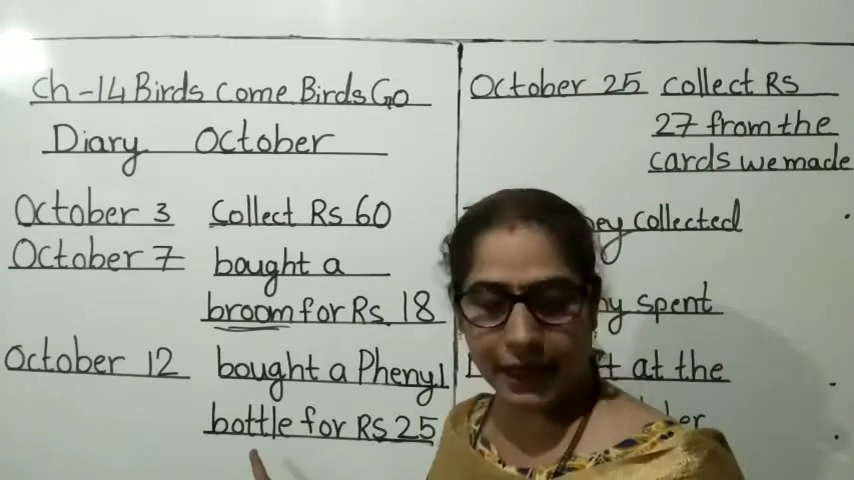 Ch-14 Birds Come Birds Go
Diary October
October 3 Collect Rs 60
October 7 bought a
broom for Rs 18
October 12 bought a Phenyl
bottle for RS 25
October 25 collect Rs
27 from the
cards we made
collected
spent
at the